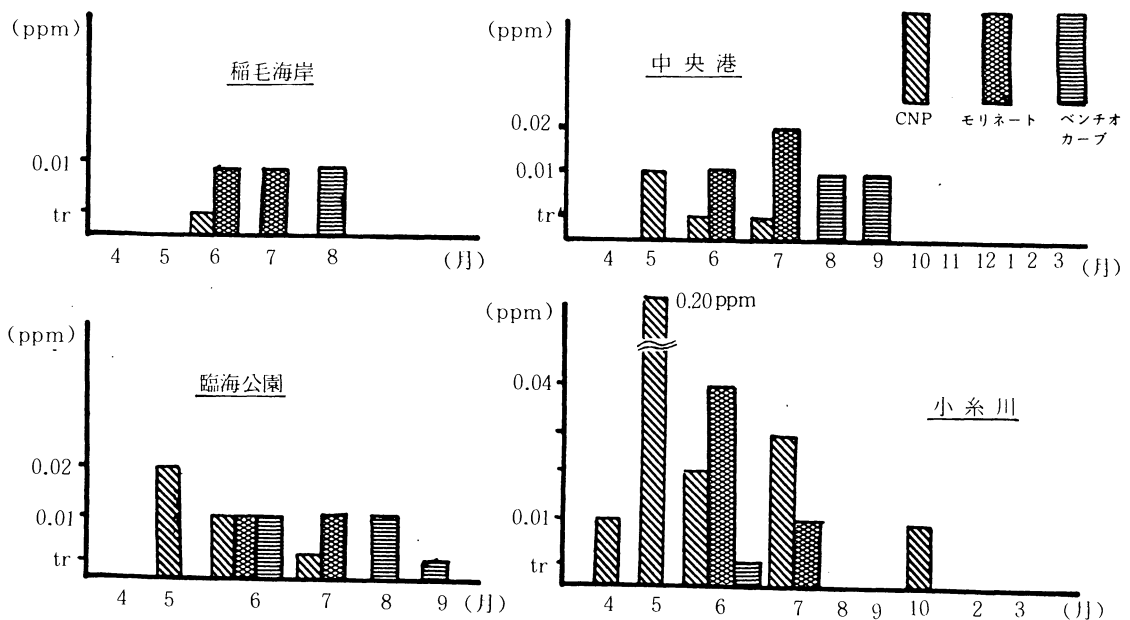 (ppm)
稲毛海岸
0.01
tr
4 5 6 7 8 (月)
(ppm)
中央港
0.02
0.01
tr
4 5 6 7 8 9 10 11 12 1 2 3 (月)
CNP
モリネート
ベンチオ
カーブ
(ppm)
臨海公園
0.02
0.01
tr
4 5 6 7 8 9 (月)
(ppm)
0.20ppm
小糸川
0.04
0.01
tr
4 5 6 7 8 9 10 2 3 (月)